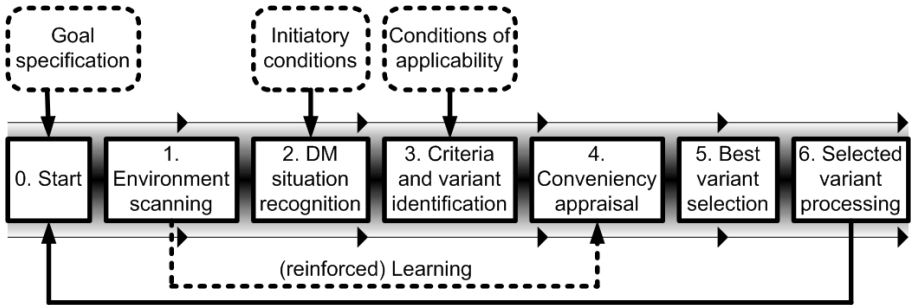 Goal
specification
Initiatory
conditions
Conditions of
applicability
0. Start
1.
Environment
scanning
2. DM
situation
recognition
3. Criteria
and variant
identification
4.
Conveniency
appraisal
5. Best
variant
selection
6. Selected
variant
processing
(reinforced) Learning